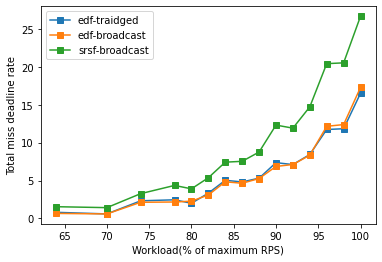 edf-traidged
edf-broadcast
srsf-broadcast
Total miss deadline rate
25
20
15
10
5
0
65 70 75 80 85 90 95 100
Workload(% of maximum RPS)